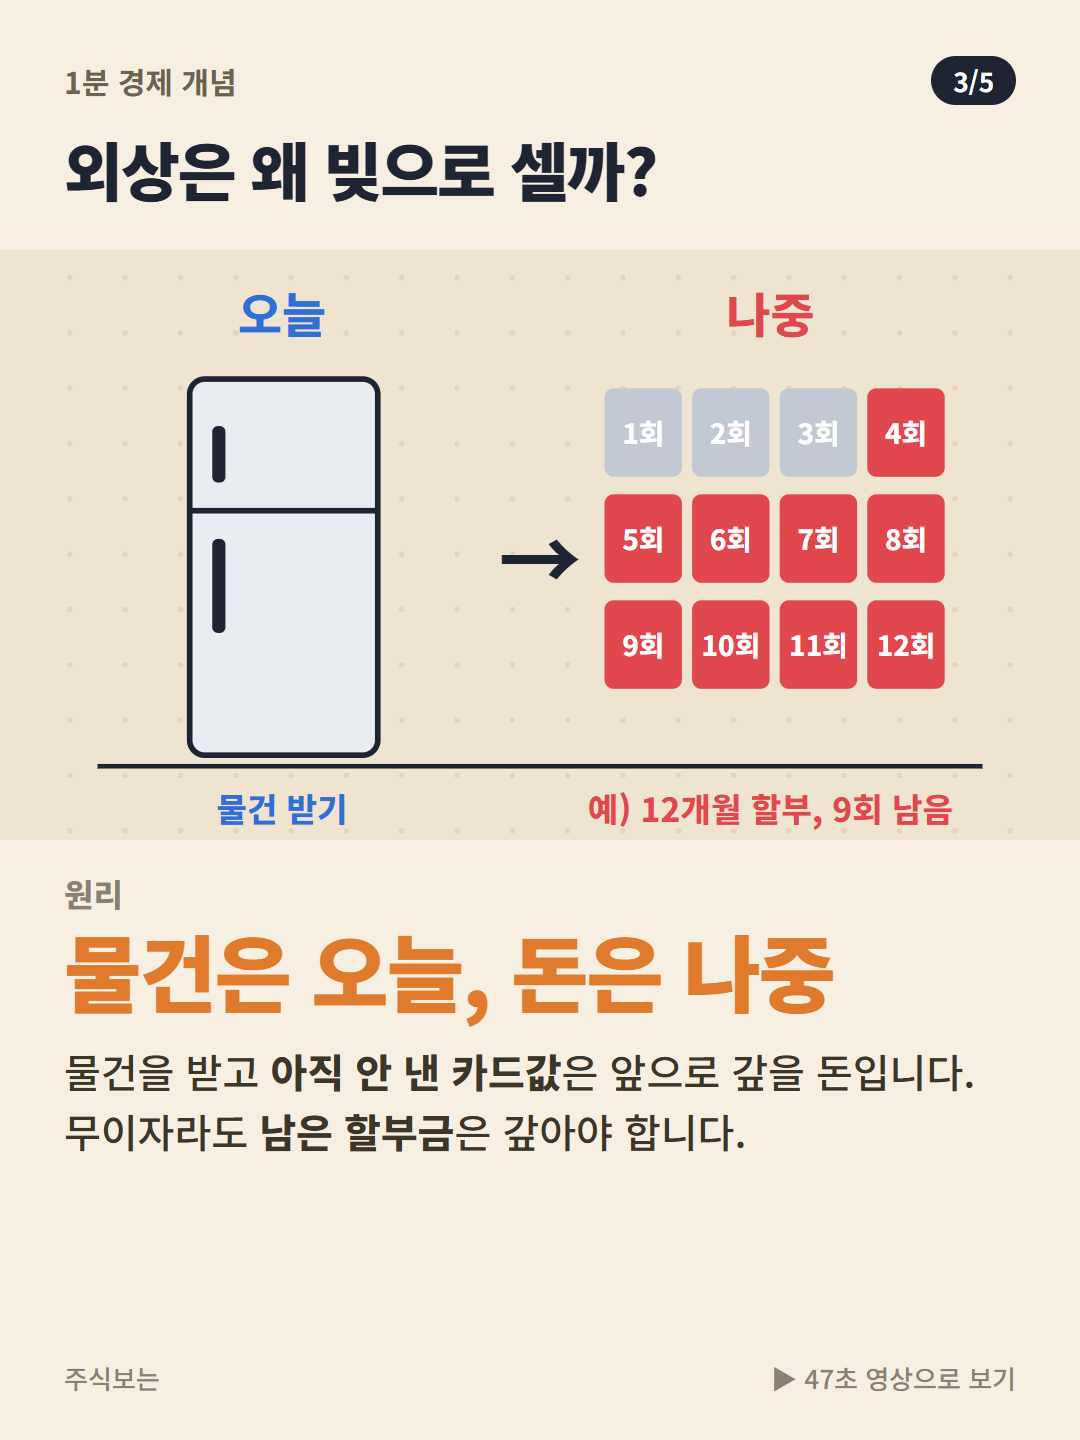 1분 경제 개념
3/5
외상은 왜 빚으로 셀까?
오늘
나중
1회 2회 3회 4회
5회 6회 7회 8회
9회 10회 11회 12회
→
물건 받기
예) 12개월 할부, 9회 남음
원리
물건은 오늘, 돈은 나중
물건을 받고 아직 안 낸 카드값은 앞으로 갚을 돈입니다.
무이자라도 남은 할부금은 갚아야 합니다.
주식보는
▶ 47초 영상으로 보기